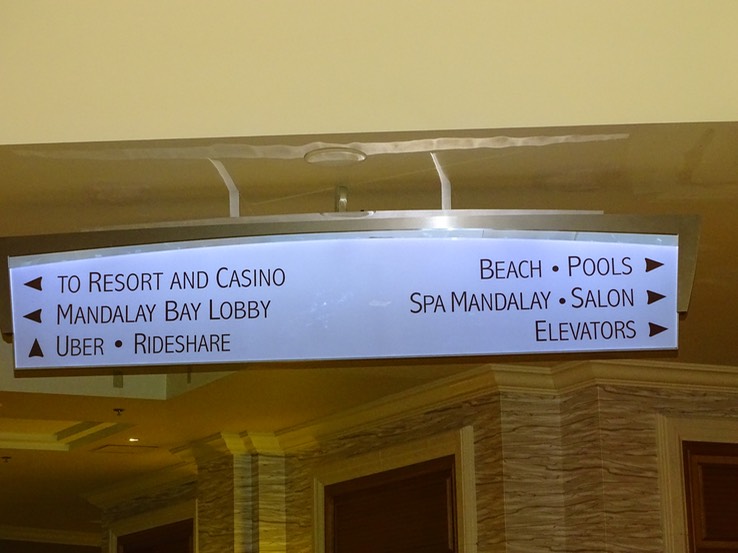 ◄ TO RESORT AND CASINO
◄ MANDALAY BAY LOBBY
▲ UBER • RIDESHARE
BEACH • POOLS ►
SPA MANDALAY • SALON ►
ELEVATORS ►